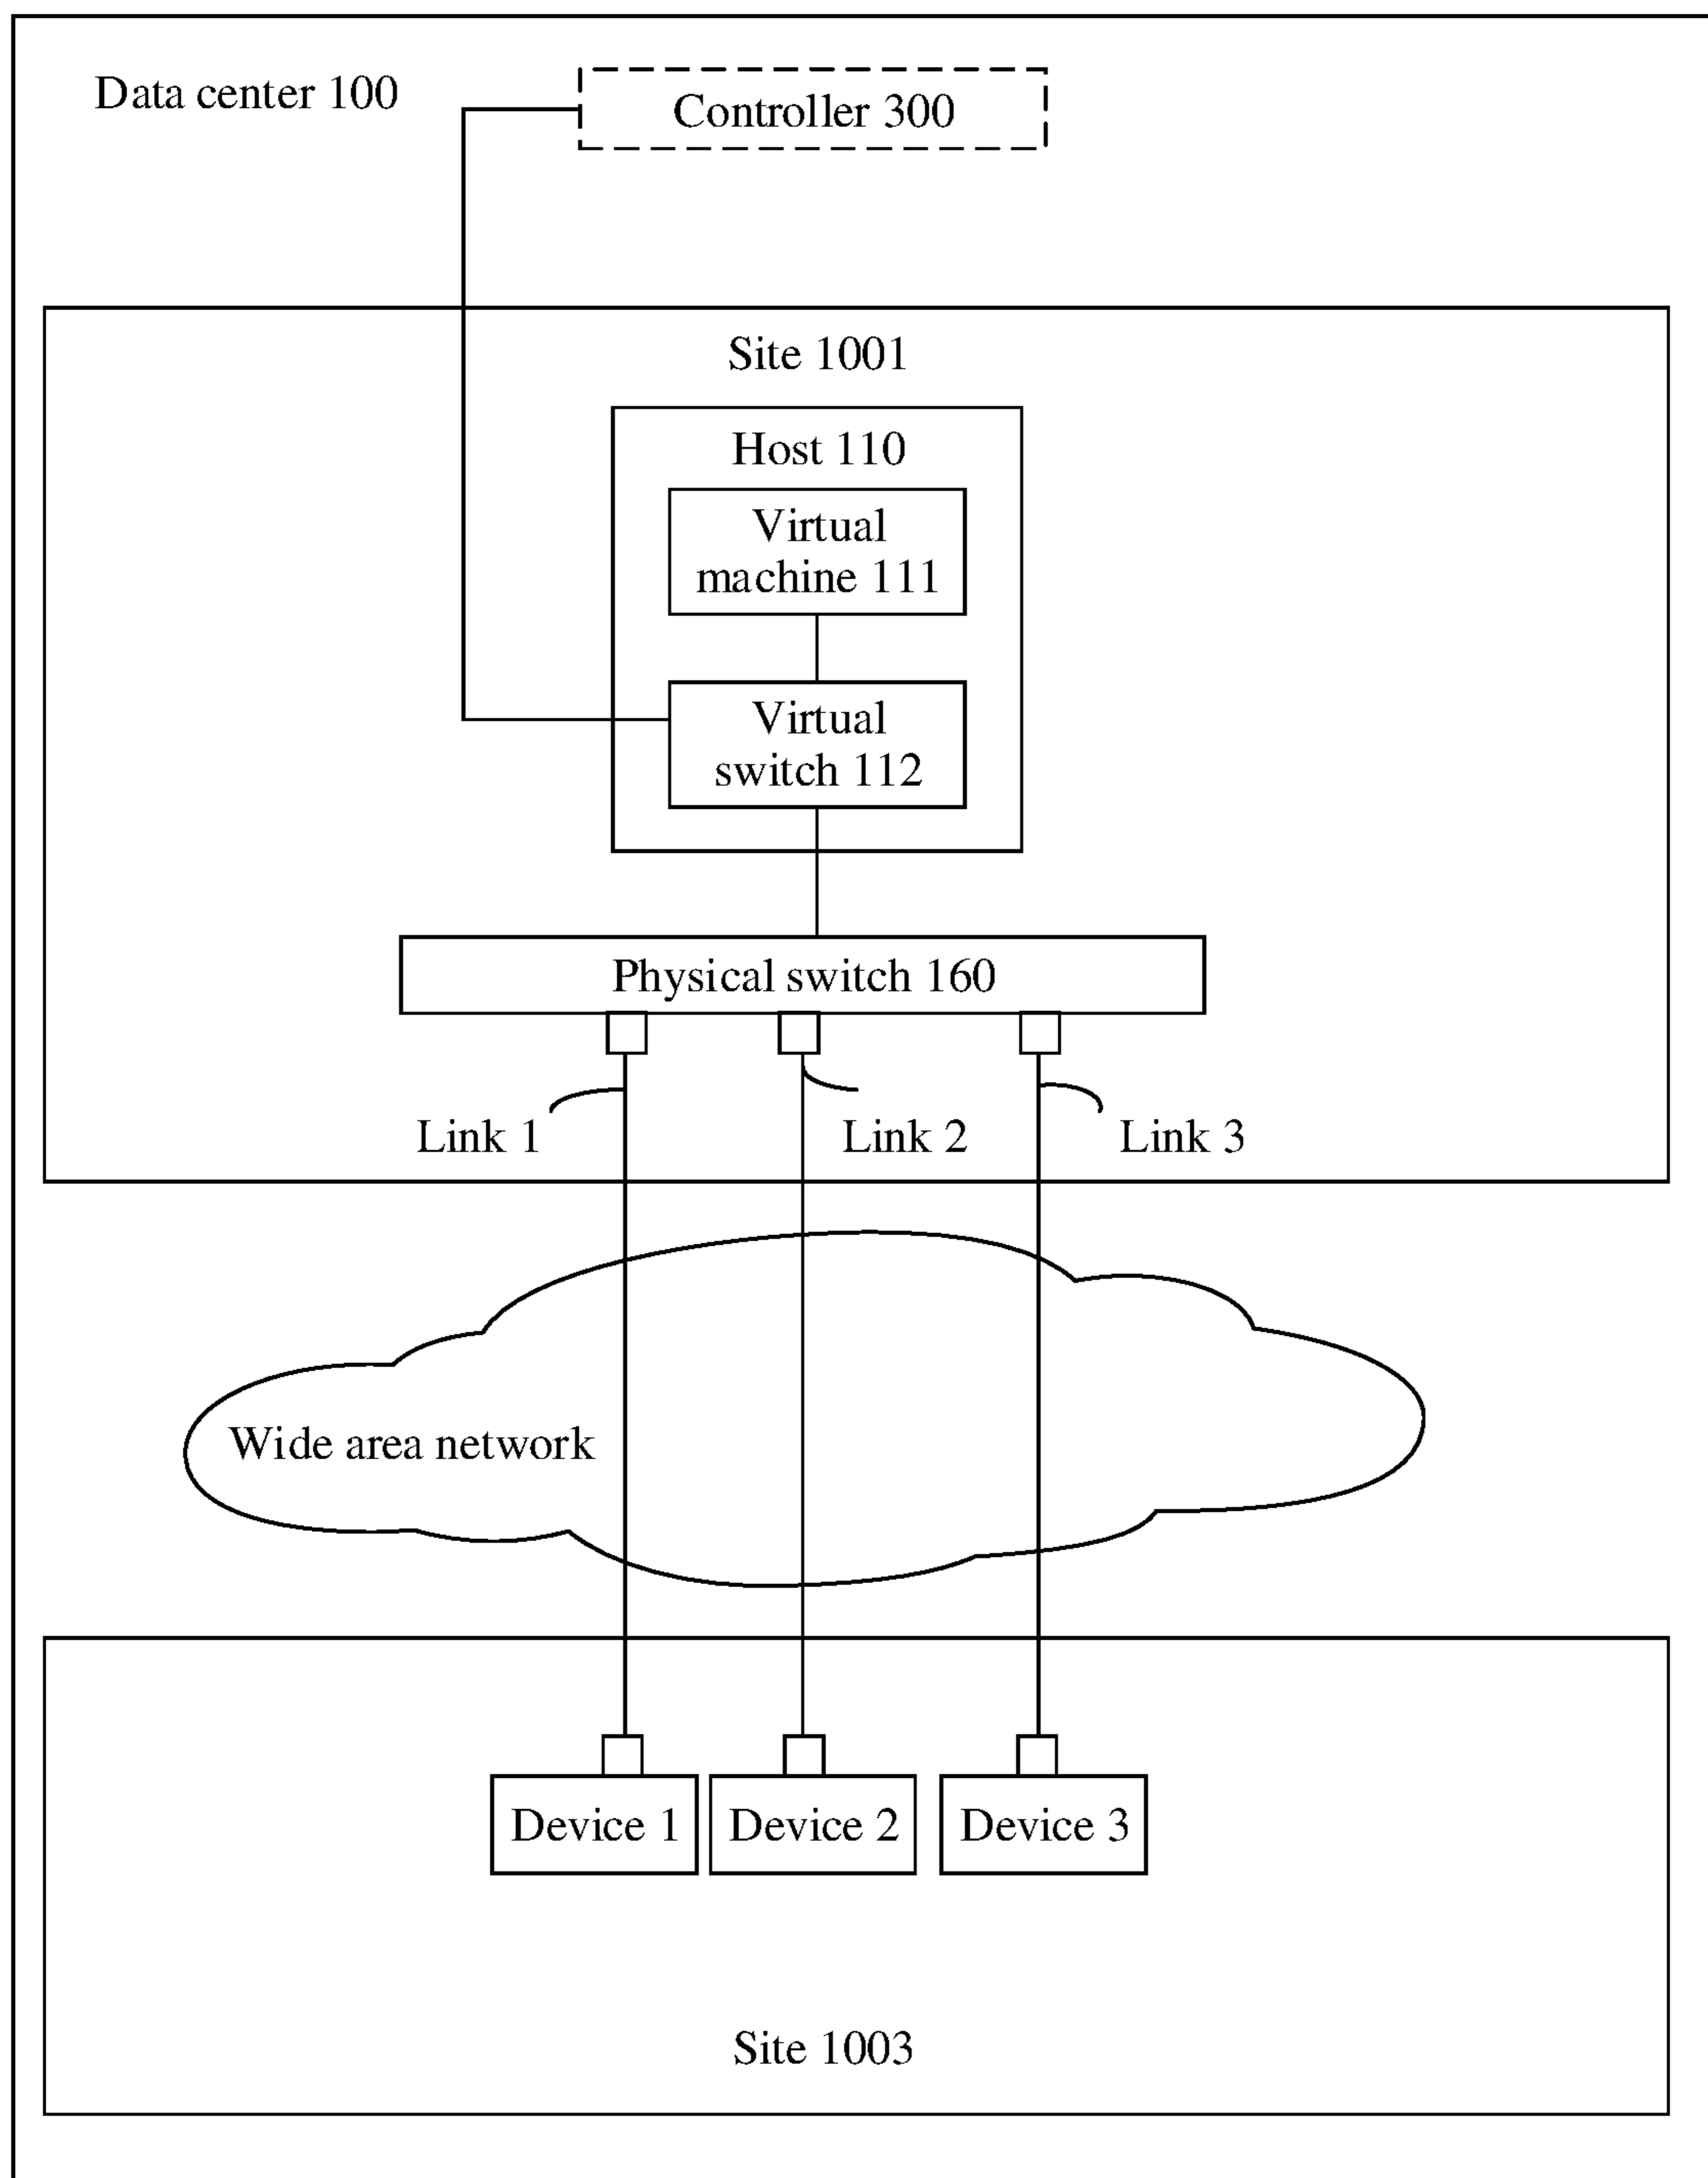 Data center 100
Controller 300
Site 1001
Host 110
Virtual
machine 111
Virtual
switch 112
Physical switch 160
Link 1
Link 2
Link 3
Wide area network
Device 1
Device 2
Device 3
Site 1003